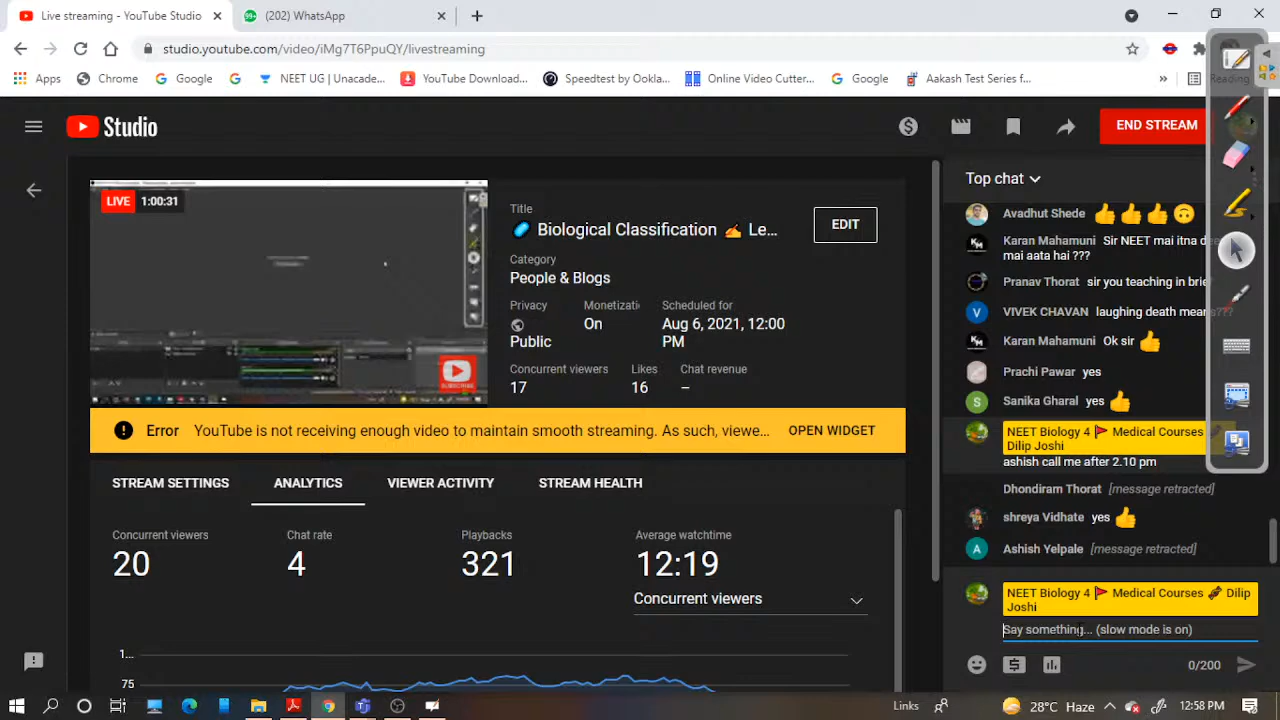 Live streaming - YouTube Studio
99+
(202) WhatsApp
studio.youtube.com/video/iMg7T6PpuQY/livestreaming
Apps
Chrome
Google
NEET UG | Unacade...
YouTube Download...
Speedtest by Ookla...
Online Video Cutter...
Google
Aakash Test Series f...
»
Reading
Studio
END STREAM
LIVE 1:00:31
SUBSCRIBE
Title
Biological Classification ✍ Le...
EDIT
Category
People & Blogs
Privacy
Public
Monetizati
On
Scheduled for
Aug 6, 2021, 12:00
PM
Concurrent viewers
17
Likes
16
Chat revenue
–
Error YouTube is not receiving enough video to maintain smooth streaming. As such, viewe... OPEN WIDGET
STREAM SETTINGS
ANALYTICS
VIEWER ACTIVITY
STREAM HEALTH
Concurrent viewers
20
Chat rate
4
Playbacks
321
Average watchtime
12:19
Concurrent viewers
1...
75
Top chat
Avadhut Shede 👍👍👍🙃
Karan Mahamuni Sir NEET mai itna dee
mai aata hai ???
Pranav Thorat sir you teaching in brie
VIVEK CHAVAN laughing death means???
Karan Mahamuni Ok sir 👍
Prachi Pawar yes
Sanika Gharal yes 👍
NEET Biology 4 🚩 Medical Courses
Dilip Joshi
ashish call me after 2.10 pm
Dhondiram Thorat [message retracted]
shreya Vidhate yes 👍
Ashish Yelpale [message retracted]
NEET Biology 4 🚩 Medical Courses 🧬 Dilip
Joshi
Say something... (slow mode is on)
0/200
Links
28°C Haze
12:58 PM